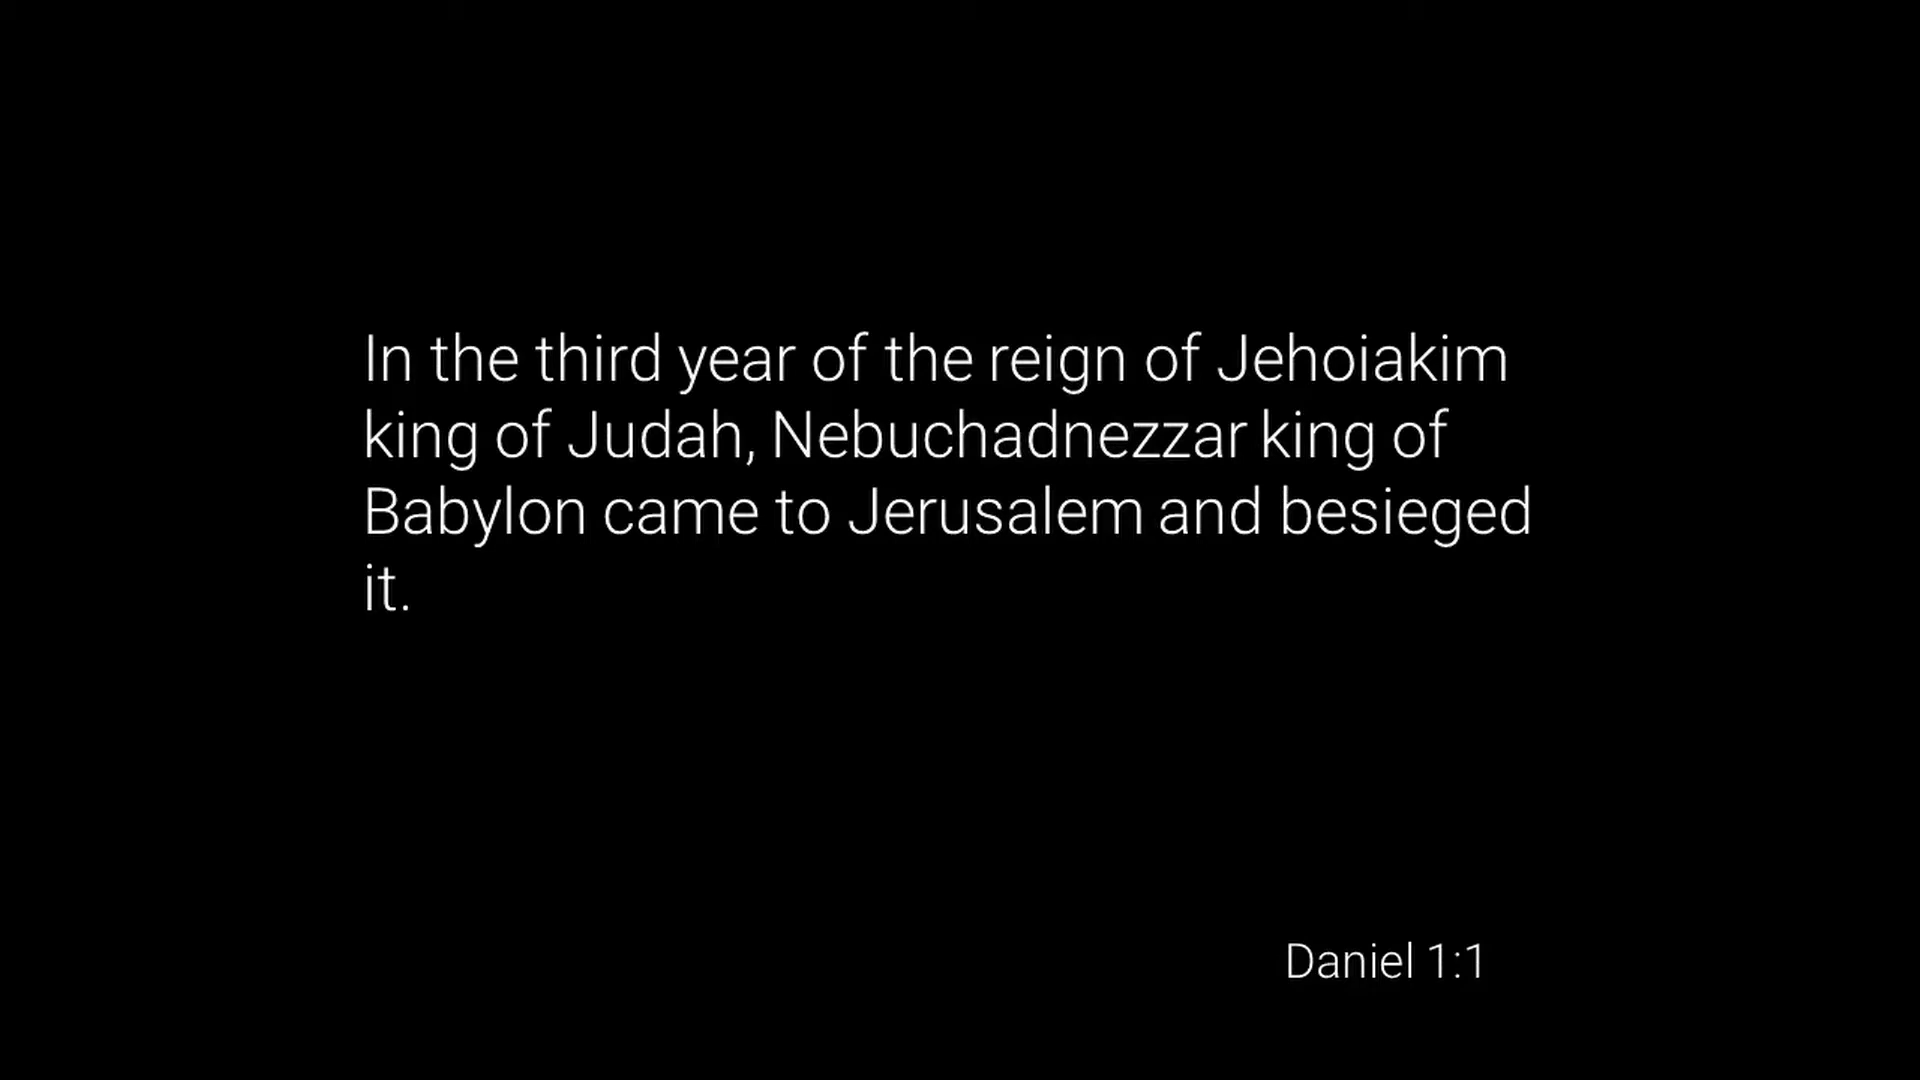 In the third year of the reign of Jehoiakim
king of Judah, Nebuchadnezzar king of
Babylon came to Jerusalem and besieged
it.
Daniel 1:1